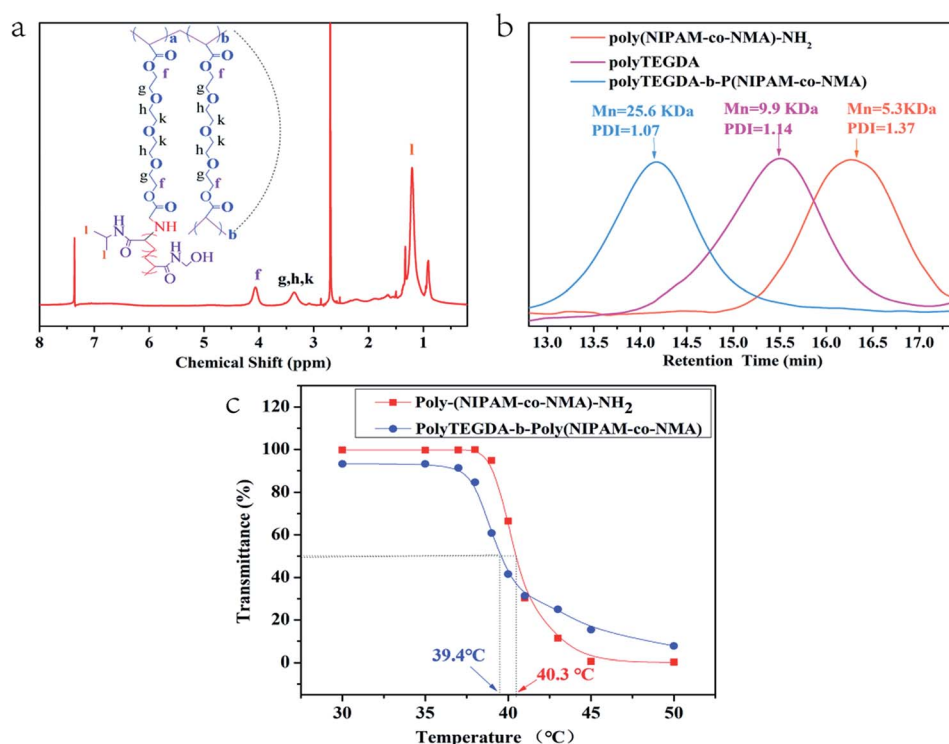 a
a
b
O
O
O
O
f
f
g
g
O
O
h
h
k
k
O
O
k
k
h
h
O
O
g
g
f
f
O
O
O
O
NH
b
l
H
N
O
l
H
N
OH
O
l
f
g,h,k
8
7
6
5
4
3
2
1
Chemical Shift (ppm)
b
poly(NIPAM-co-NMA)-NH2
polyTEGDA
polyTEGDA-b-P(NIPAM-co-NMA)
Mn=25.6 KDa
PDI=1.07
Mn=9.9 KDa
PDI=1.14
Mn=5.3KDa
PDI=1.37
13.0 13.5 14.0 14.5 15.0 15.5 16.0 16.5 17.0
Retention Time (min)
c
Poly-(NIPAM-co-NMA)-NH2
PolyTEGDA-b-Poly(NIPAM-co-NMA)
120
100
80
60
40
20
0
Transmittance (%)
39.4℃
40.3 ℃
30 35 40 45 50
Temperature （℃）